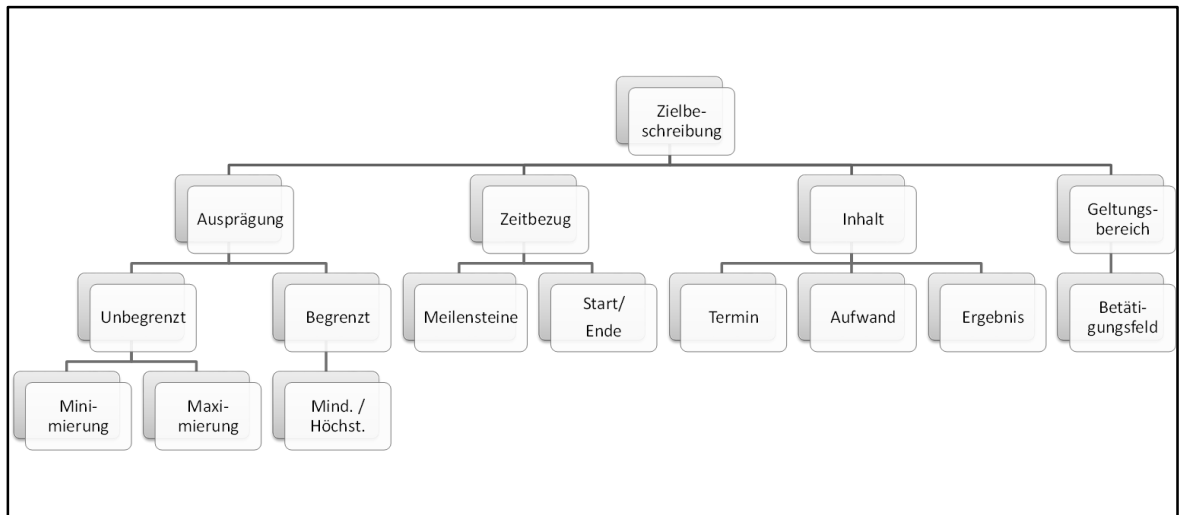 Zielbe-
schreibung
Ausprägung
Zeitbezug
Inhalt
Geltungs-
bereich
Unbegrenzt
Begrenzt
Meilensteine
Start/
Ende
Termin
Aufwand
Ergebnis
Betäti-
gungsfeld
Mini-
mierung
Maxi-
mierung
Mind. /
Höchst.